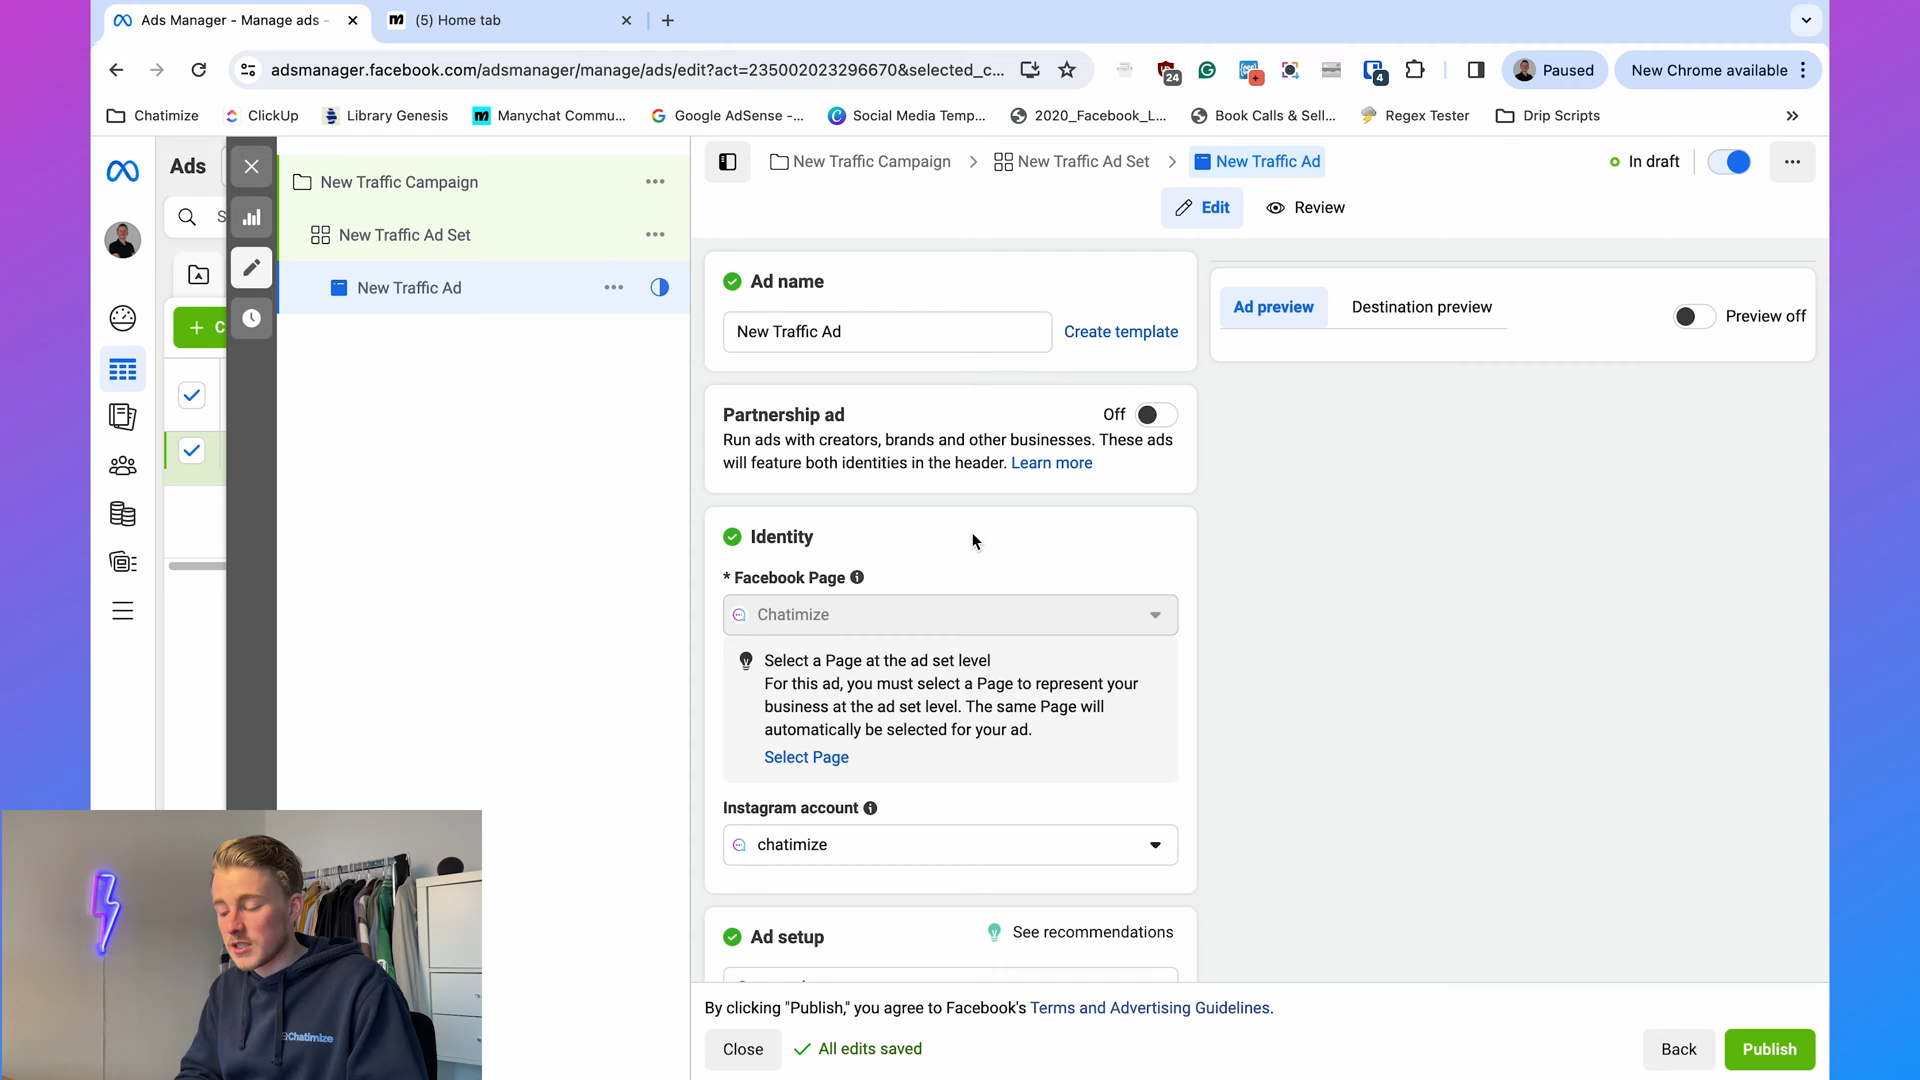 Ads Manager - Manage ads -
(5) Home tab
adsmanager.facebook.com/adsmanager/manage/ads/edit?act=235002023296670&selected_c...
24
4
Paused
New Chrome available
Chatimize
ClickUp
Library Genesis
Manychat Commu...
Google AdSense -...
Social Media Temp...
2020_Facebook_L...
Book Calls & Sell...
Regex Tester
Drip Scripts
Ads
S
C
New Traffic Campaign
New Traffic Ad Set
New Traffic Ad
New Traffic Campaign
New Traffic Ad Set
New Traffic Ad
In draft
Edit
Review
Ad name
New Traffic Ad
Create template
Partnership ad
Off
Run ads with creators, brands and other businesses. These ads
will feature both identities in the header. Learn more
Identity
* Facebook Page
Chatimize
Select a Page at the ad set level
For this ad, you must select a Page to represent your
business at the ad set level. The same Page will
automatically be selected for your ad.
Select Page
Instagram account
chatimize
Ad setup
See recommendations
Ad preview
Destination preview
Preview off
By clicking "Publish," you agree to Facebook's Terms and Advertising Guidelines.
Close
All edits saved
Back
Publish
Chatimize